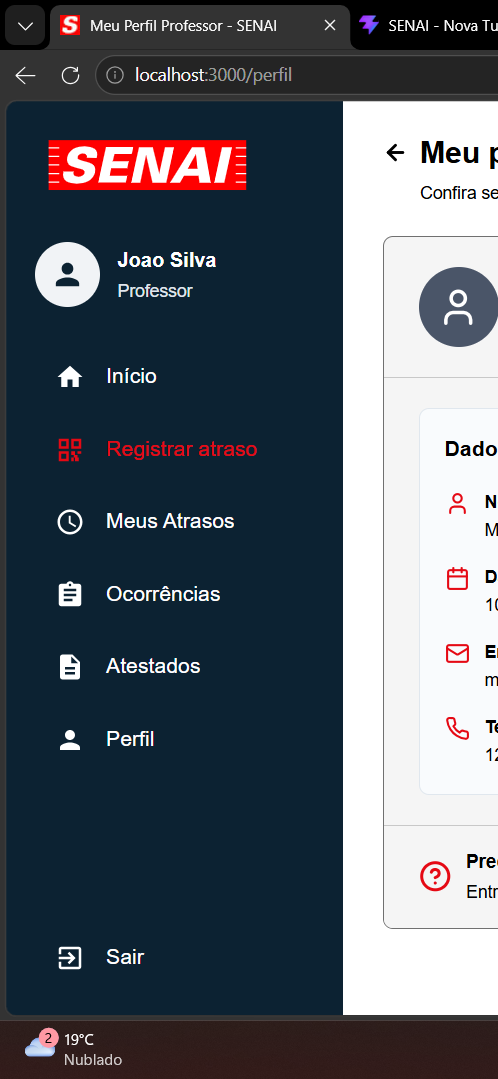 Meu Perfil Professor - SENAI
SENAI - Nova Tu
localhost:3000/perfil
SENAI
Joao Silva
Professor
Início
Registrar atraso
Meus Atrasos
Ocorrências
Atestados
Perfil
Sair
Meu p
Confira se
Dado
N
M
D
10
E
m
Te
12
Pre
Entr
2
19°C
Nublado